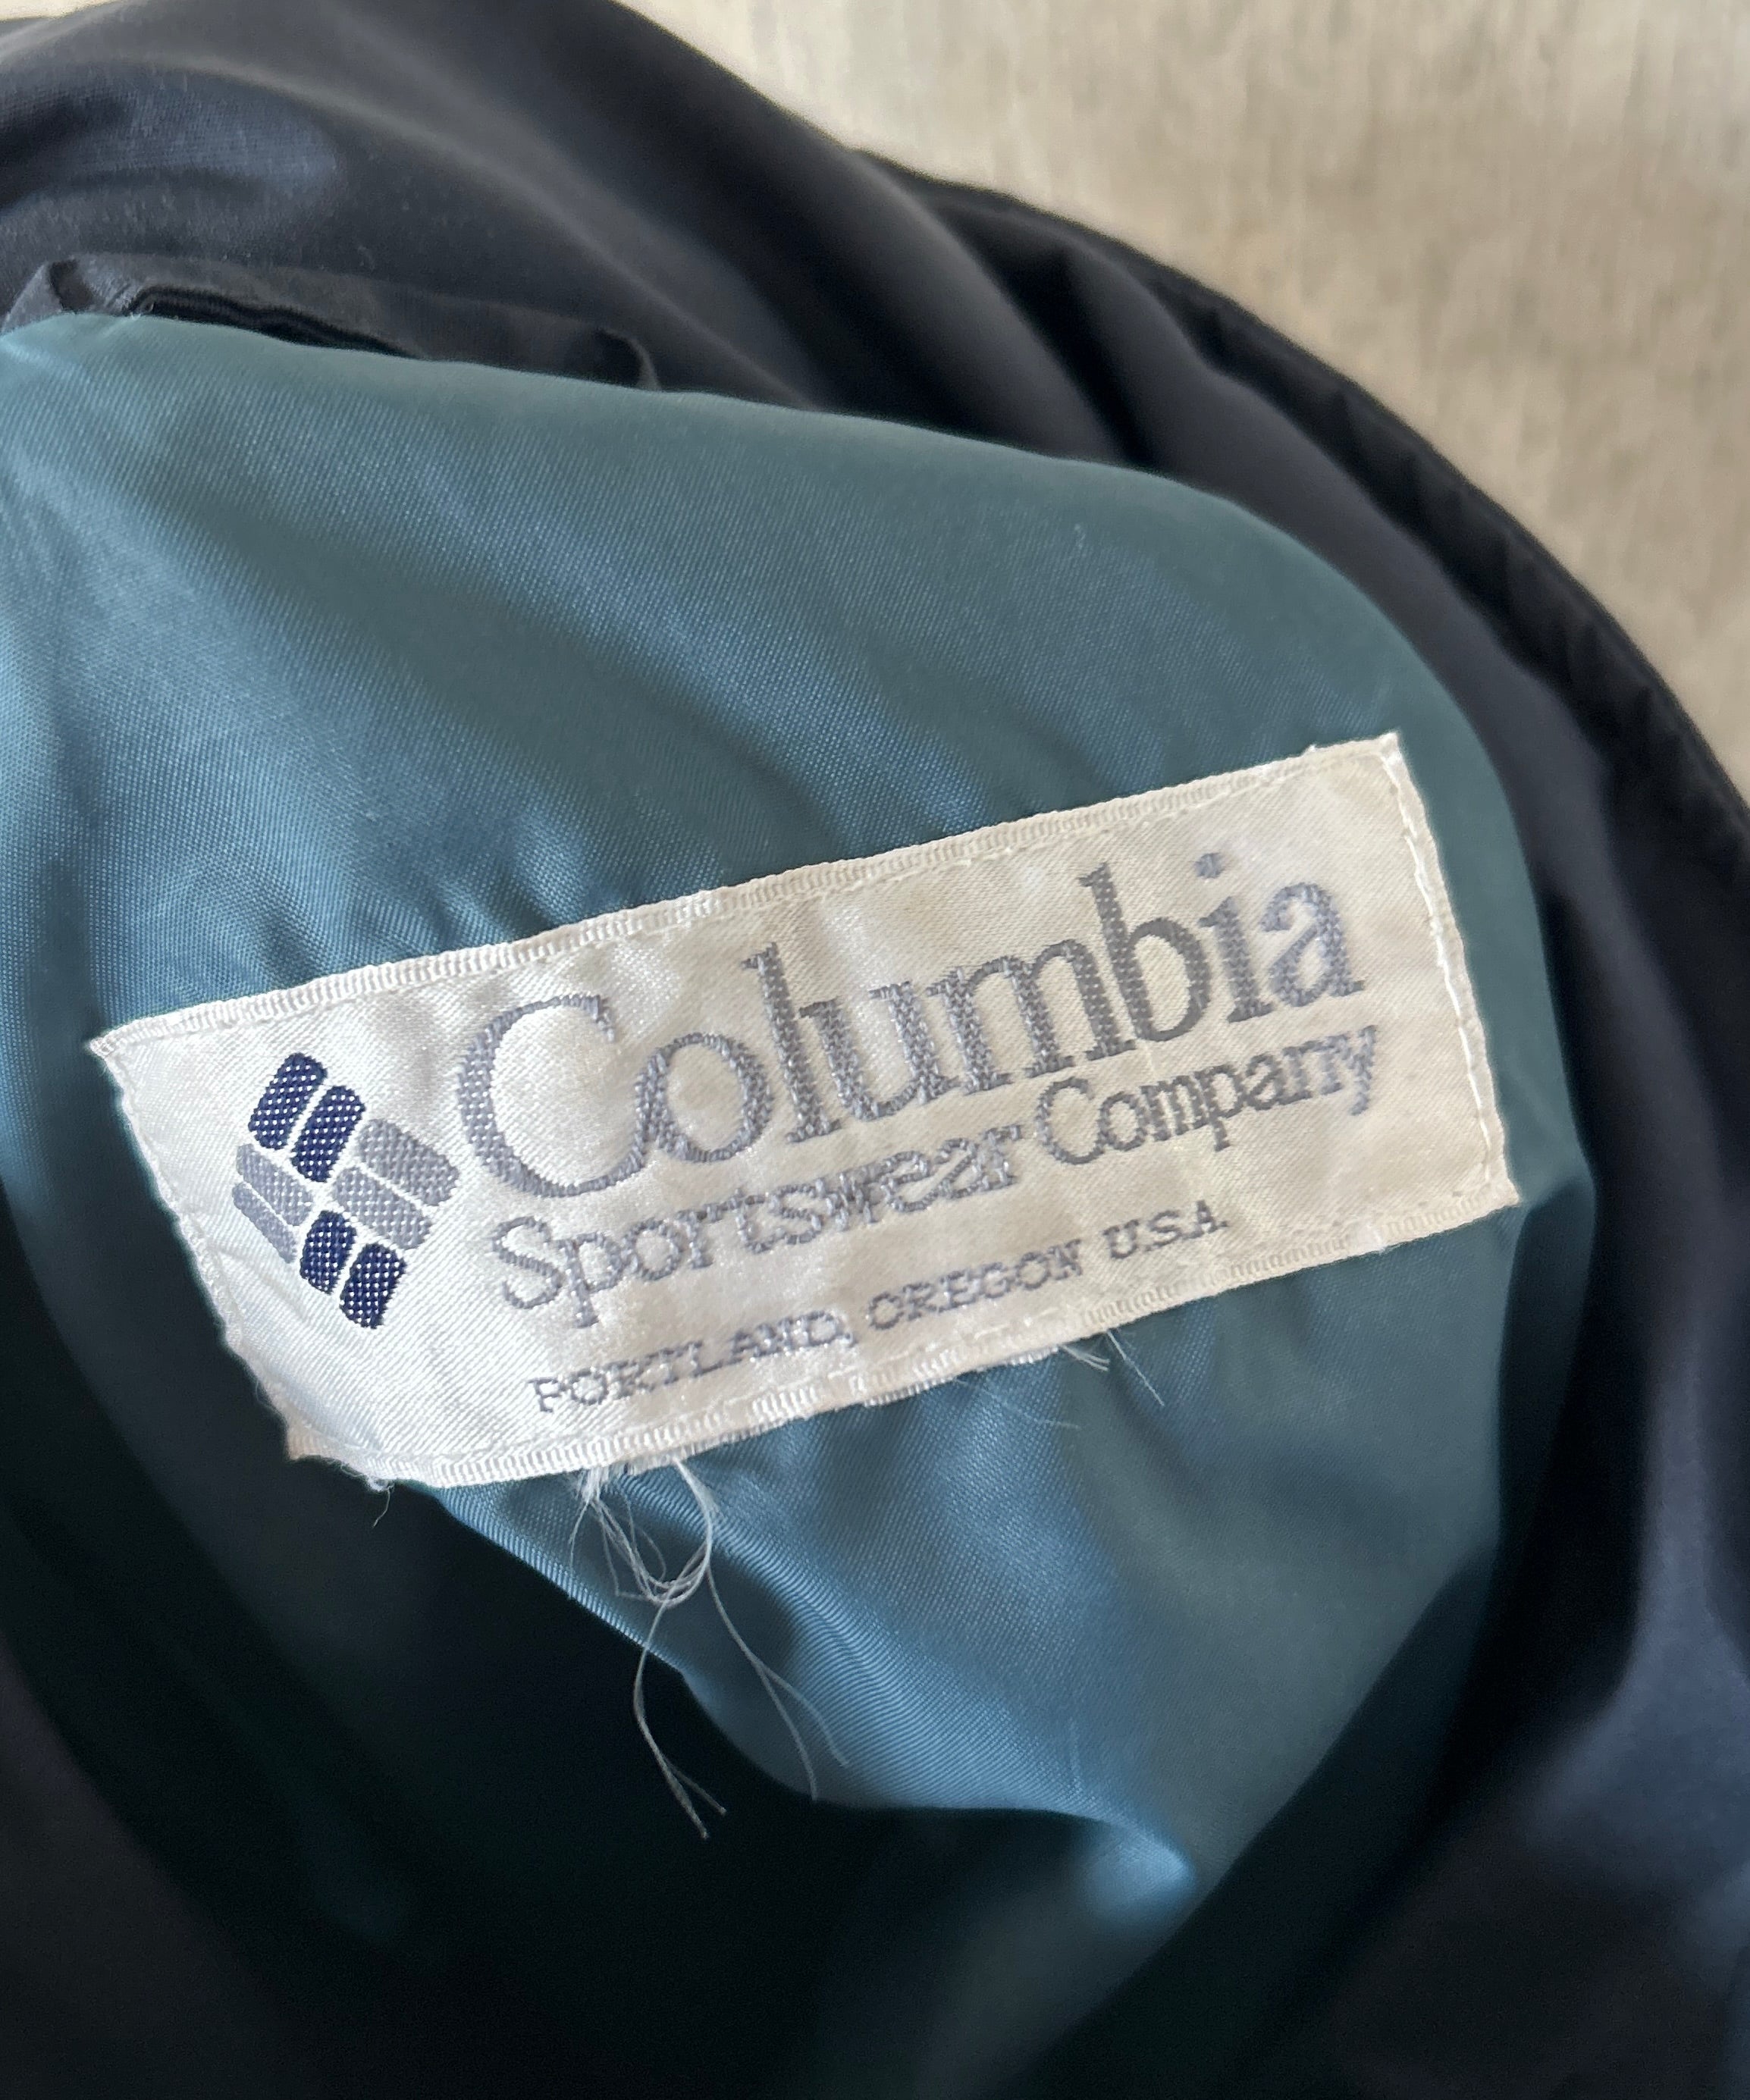 Columbia
Sportswear Company
PORTLAND, OREGON U.S.A.